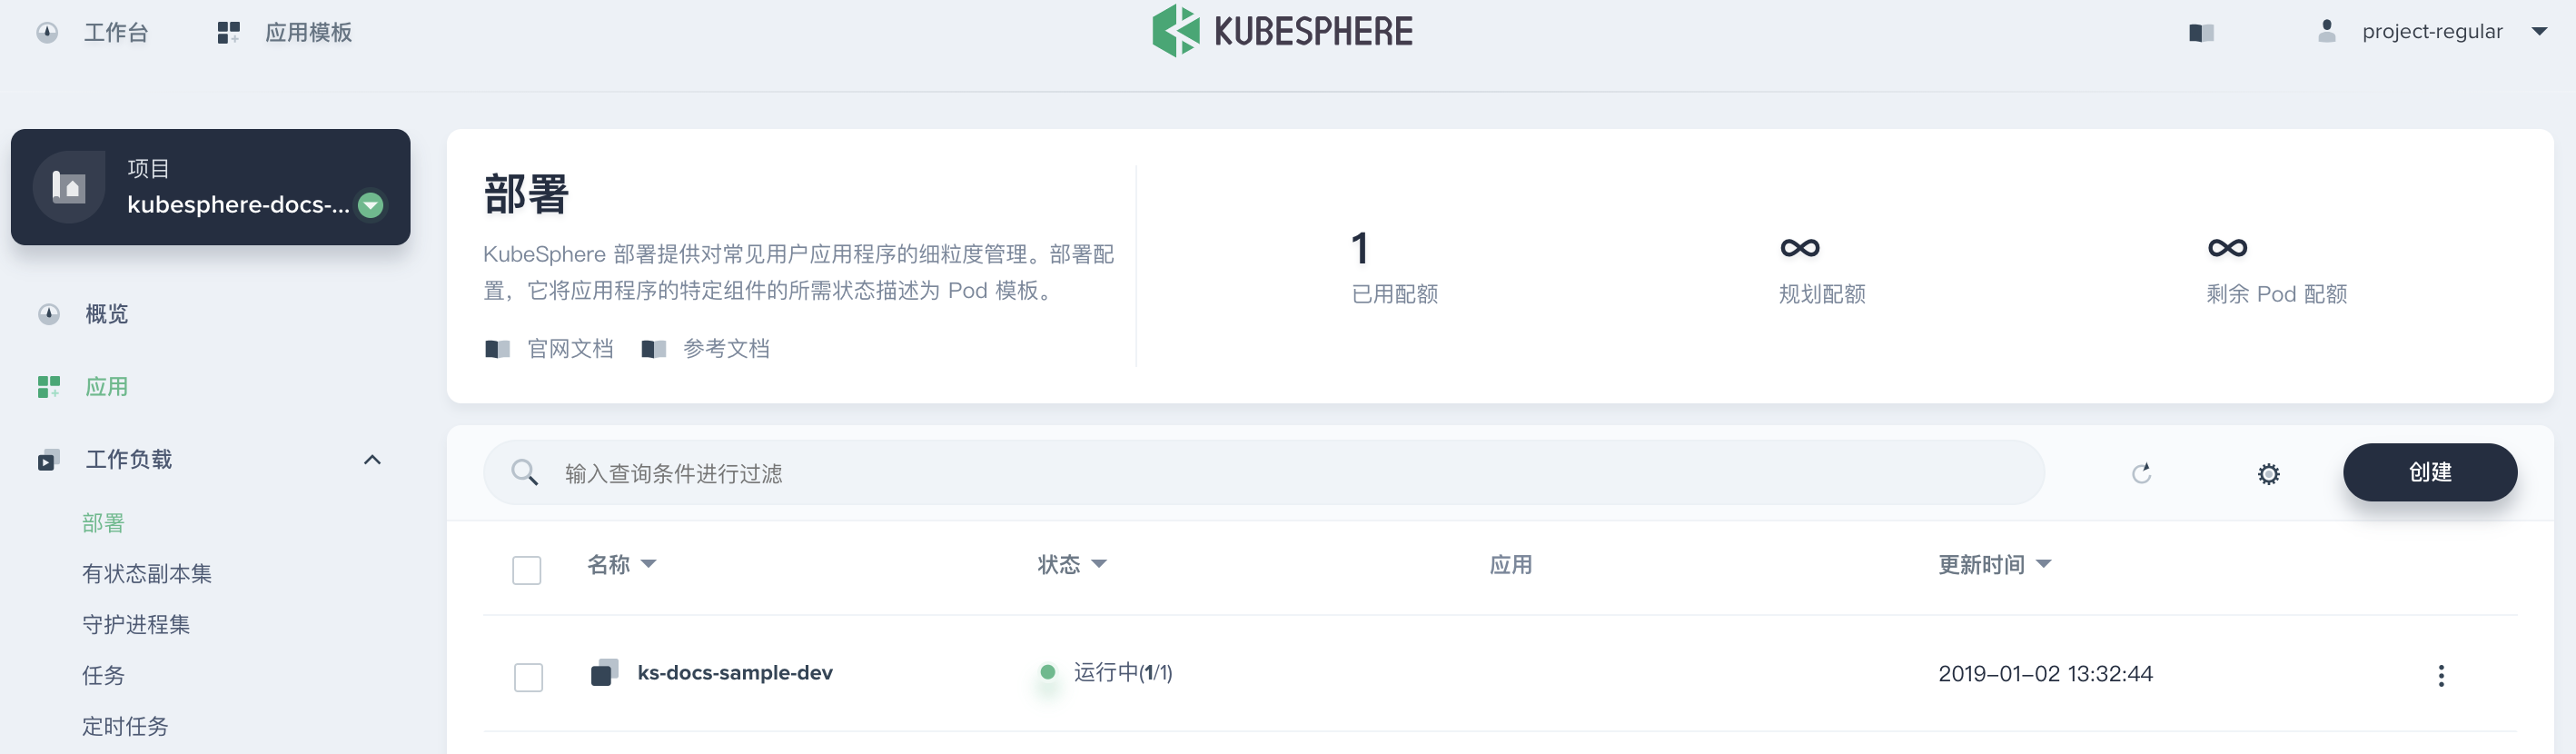 工作台
应用模板
KUBESPHERE
project-regular
项目
kubesphere-docs-...
概览
应用
工作负载
部署
有状态副本集
守护进程集
任务
定时任务
部署
KubeSphere 部署提供对常见用户应用程序的细粒度管理。部署配
置，它将应用程序的特定组件的所需状态描述为 Pod 模板。
官网文档 参考文档
1
已用配额
∞
规划配额
∞
剩余 Pod 配额
输入查询条件进行过滤
创建
名称 状态 应用 更新时间
ks-docs-sample-dev 运行中(1/1) 2019-01-02 13:32:44